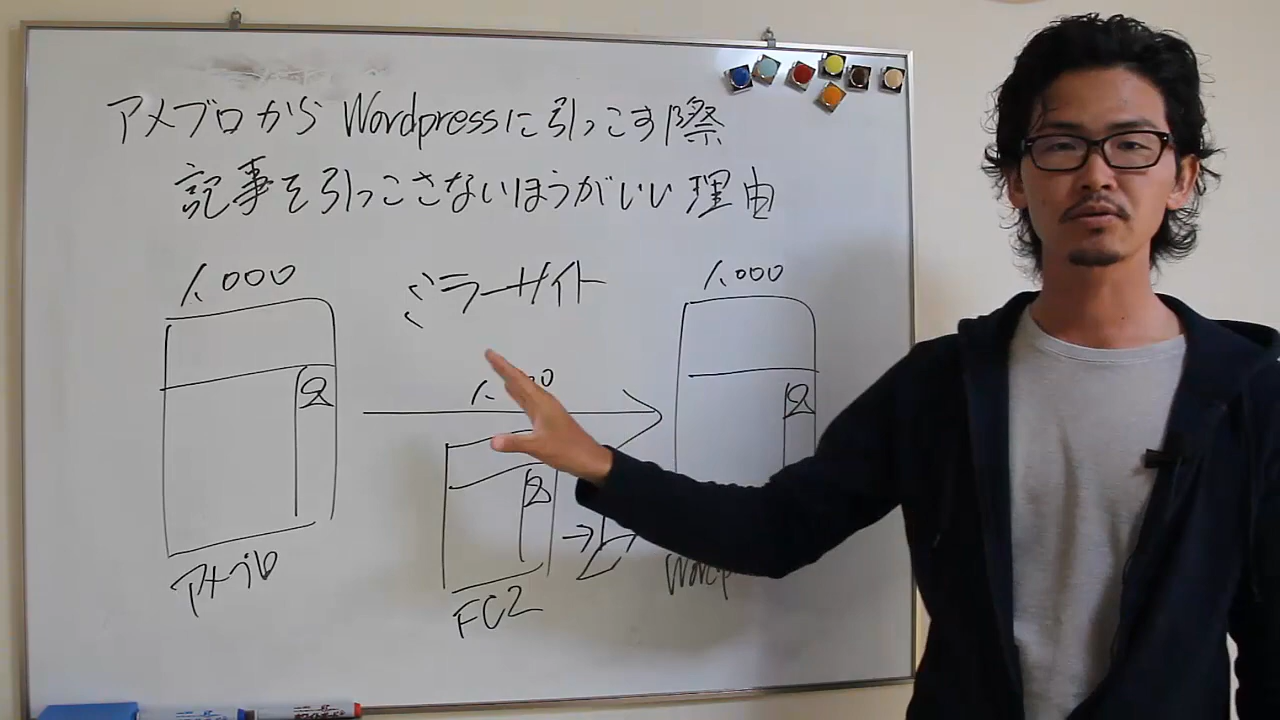 アメブロからWordpressに引っこす際
記事を引っこさないほうがいい理由
1.000
ミラーサイト
1.000
アメブロ
FC2